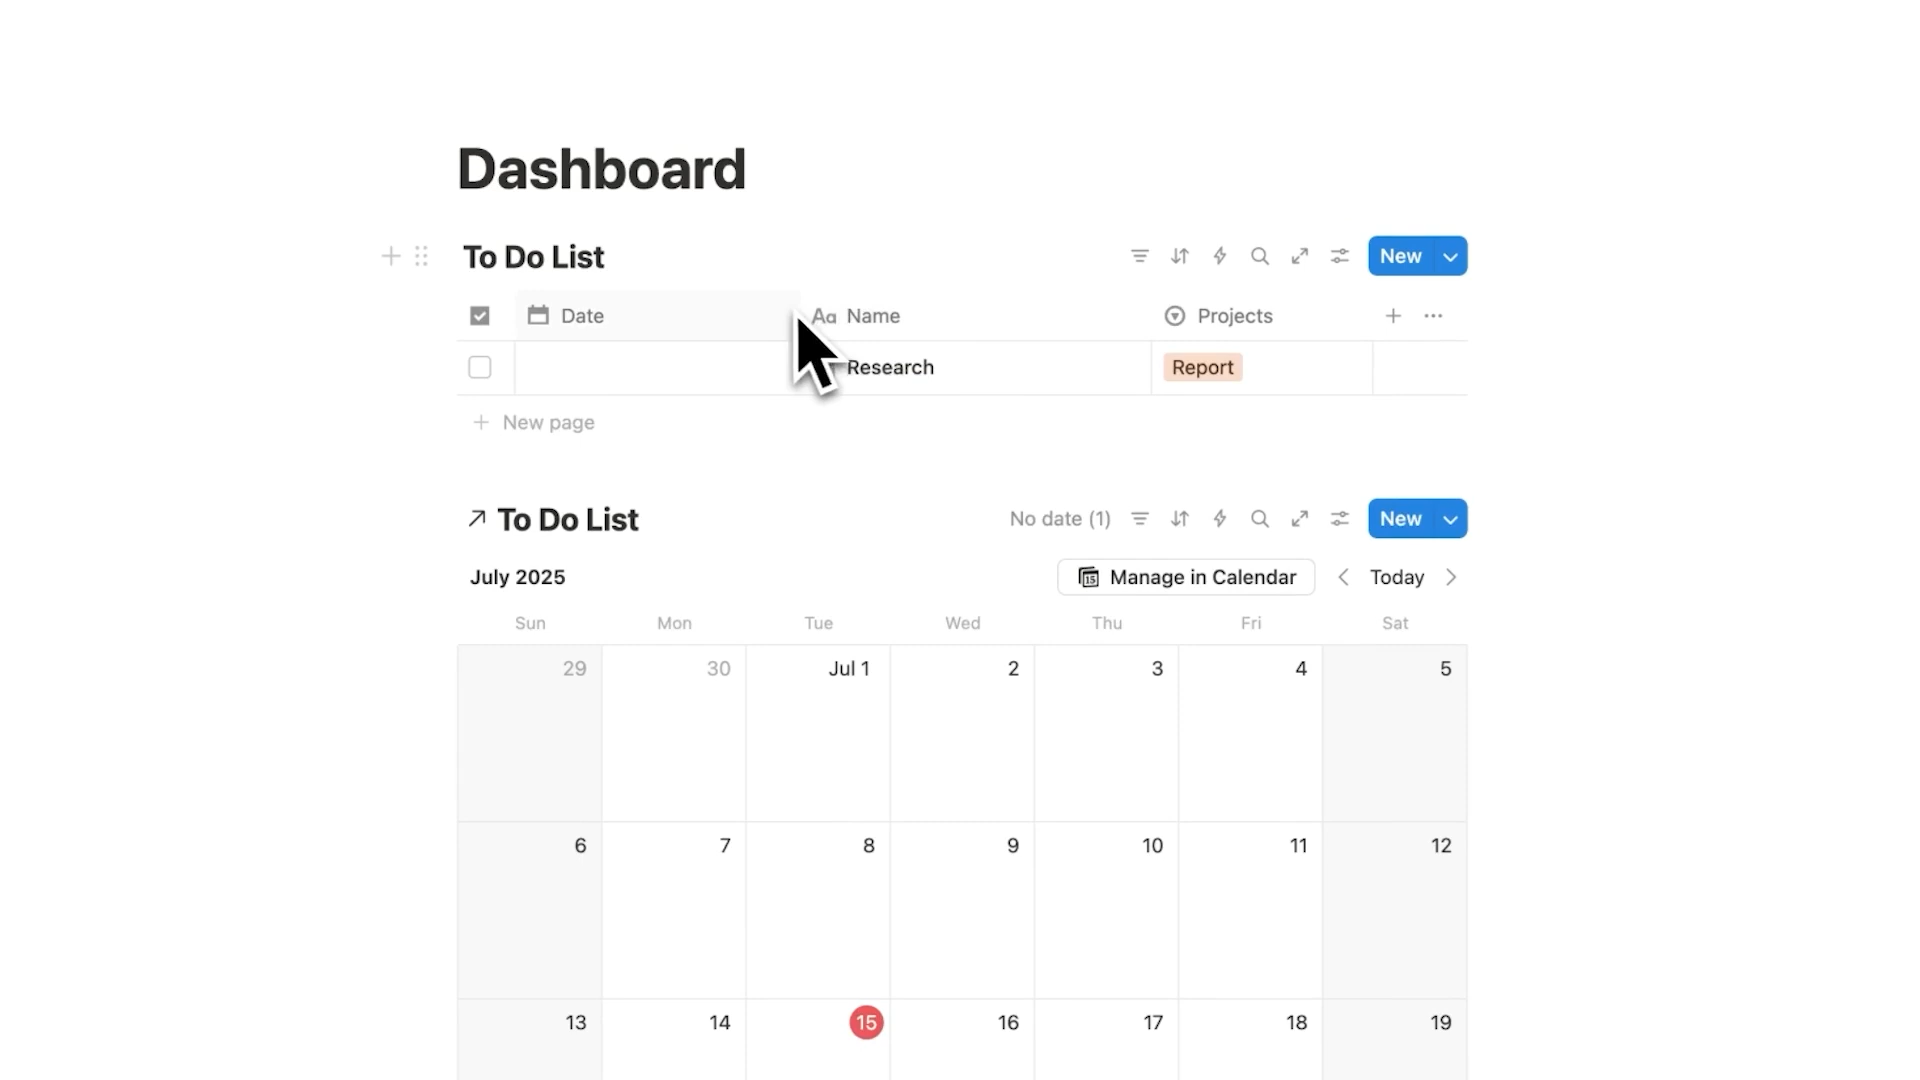 Dashboard
To Do List
New
Date
Aa Name
Projects
Research
Report
New page
To Do List
No date (1)
New
July 2025
15 Manage in Calendar
Today
Sun Mon Tue Wed Thu Fri Sat
29 30 Jul 1 2 3 4 5
6 7 8 9 10 11 12
13 14 15 16 17 18 19